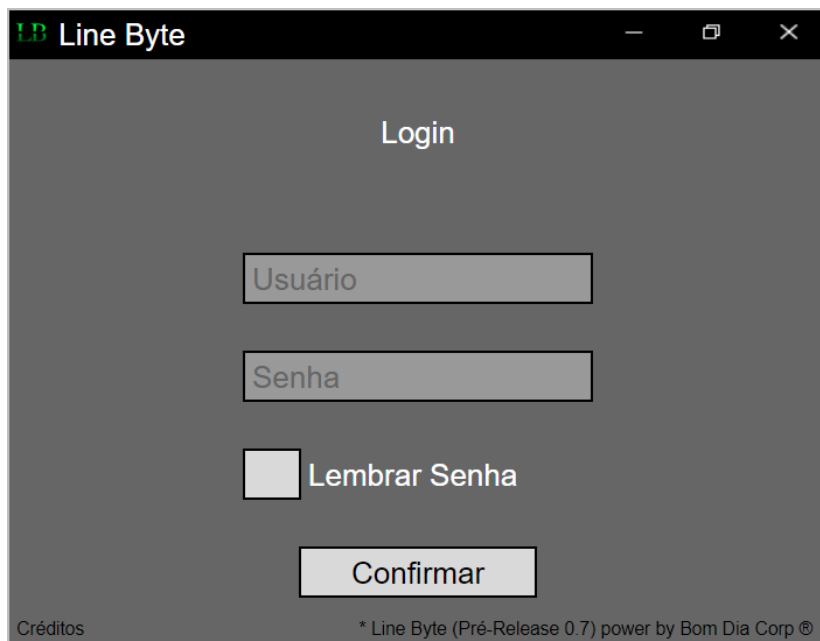 LB Line Byte
Login
Usuário
Senha
Lembrar Senha
Confirmar
Créditos * Line Byte (Pré-Release 0.7) power by Bom Dia Corp ®